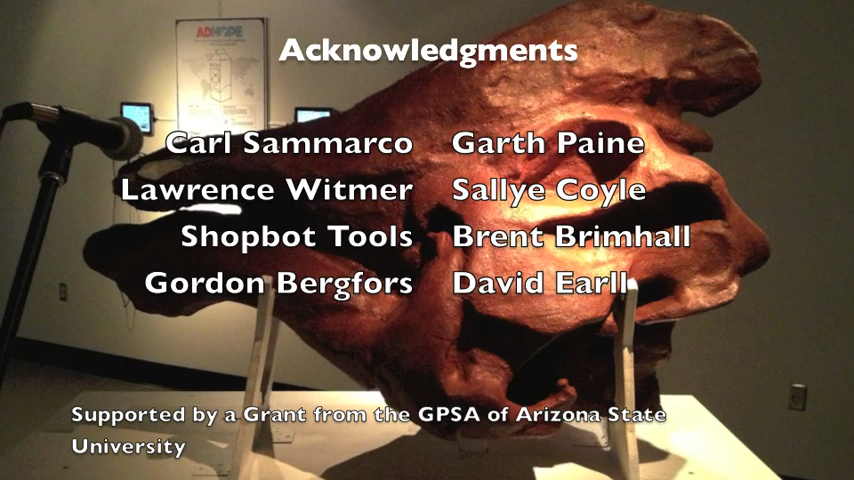 ADHOPE
Acknowledgments
Carl Sammarco Garth Paine
Lawrence Witmer Sallye Coyle
Shopbot Tools Brent Brimhall
Gordon Bergfors David Earll
Supported by a Grant from the GPSA of Arizona State
University